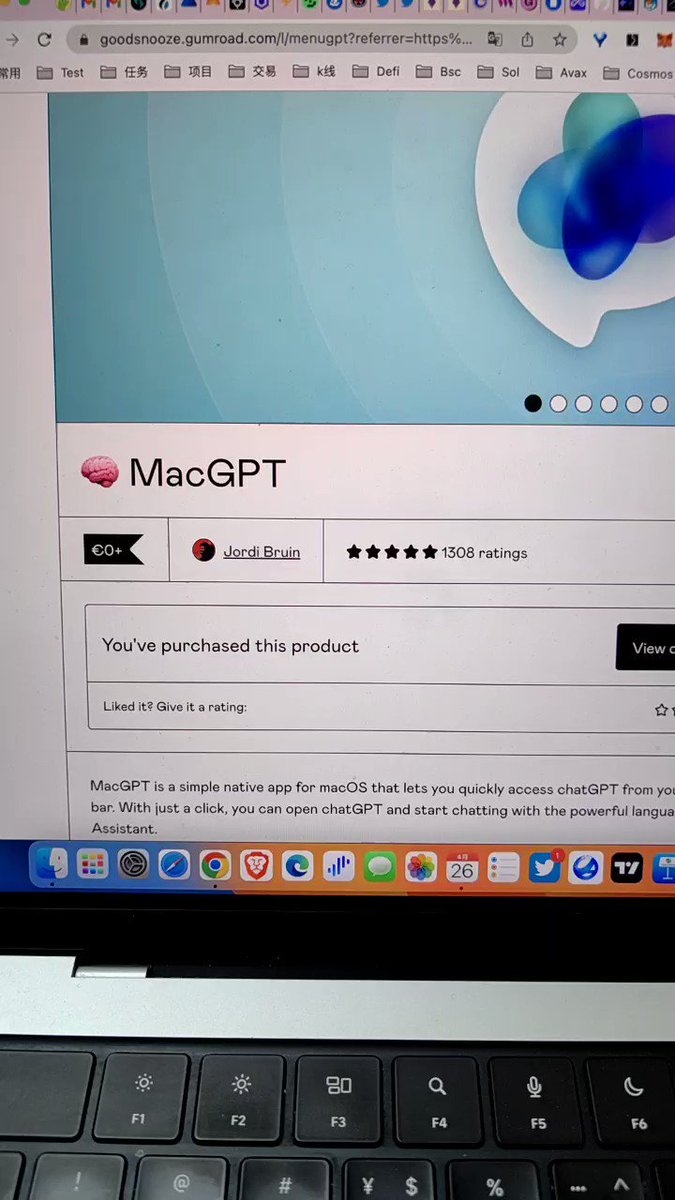 goodsnooze.gumroad.com/l/menugpt?referrer=https%...
常用 Test 任务 项目 交易 k线 Defi Bsc Sol Avax Cosmos
MacGPT
€0+ Jordi Bruin 1308 ratings
You've purchased this product
View
Liked it? Give it a rating:
MacGPT is a simple native app for macOS that lets you quickly access chatGPT from
bar. With just a click, you can open chatGPT and start chatting with the powerful
Assistant.
4月
26
1
F1 F2 F3 F4 F5 F6
! @ # ¥ $ % ... ^